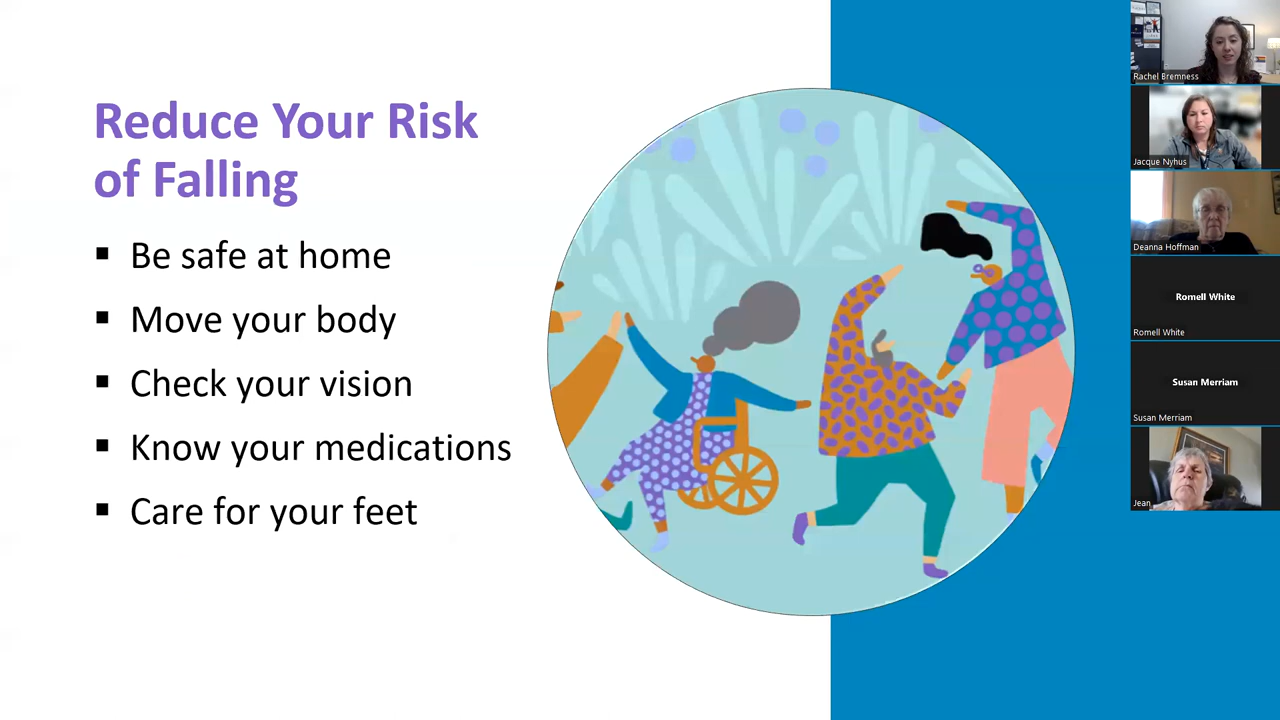 Reduce Your Risk
of Falling
▪ Be safe at home
▪ Move your body
▪ Check your vision
▪ Know your medications
▪ Care for your feet
Rachel Bremness
Jacque Nyhus
Deanna Hoffman
Romell White
Romell White
Susan Merriam
Susan Merriam
Jean